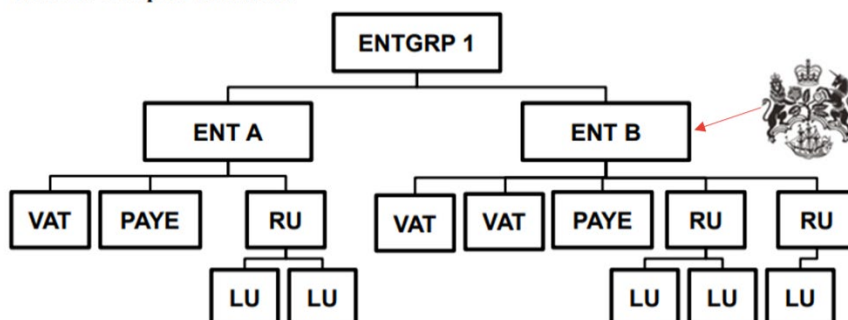 ENTGRP 1
ENT A ENT B
VAT PAYE RU VAT VAT PAYE RU RU
LU LU LU LU LU